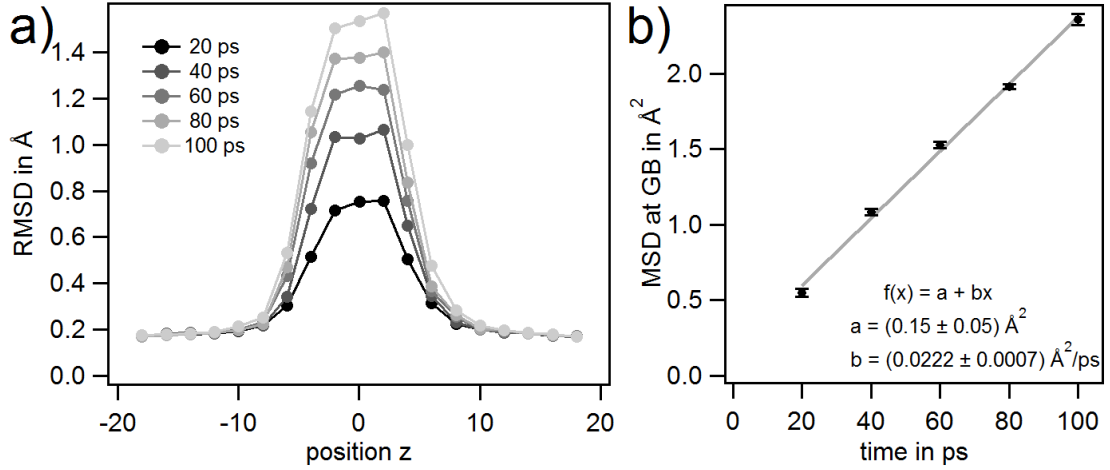 a)
1.4
1.2
1.0
0.8
0.6
0.4
0.2
0.0
RMSD in Å
20 ps
40 ps
60 ps
80 ps
100 ps
-20
-10
0
10
20
position z
b)
2.0
1.5
1.0
0.5
0.0
MSD at GB in Å²
f(x) = a + bx
a = (0.15 ± 0.05) Å²
b = (0.0222 ± 0.0007) Å²/ps
0
20
40
60
80
100
time in ps